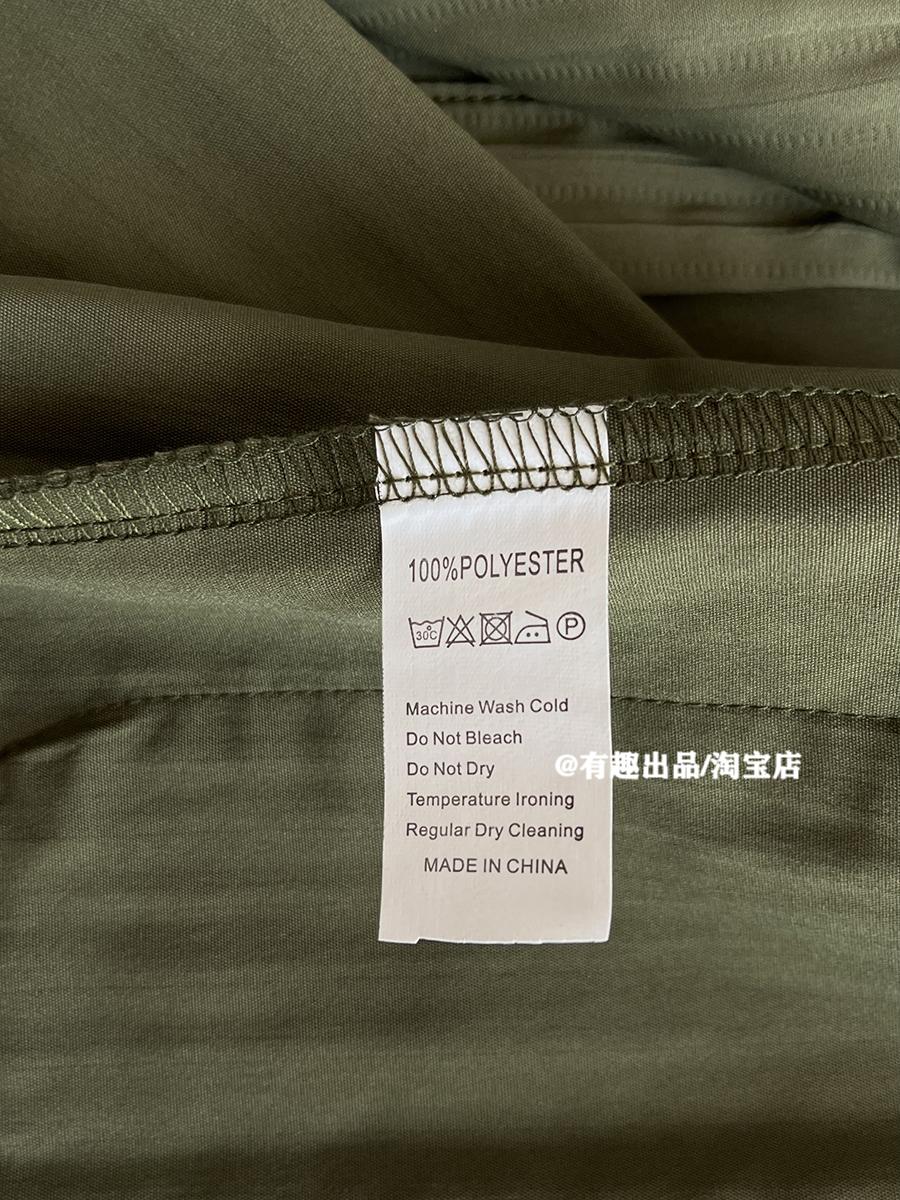 100%POLYESTER
30C P
Machine Wash Cold
Do Not Bleach
Do Not Dry
@有趣出品/淘宝店
Temperature Ironing
Regular Dry Cleaning
MADE IN CHINA